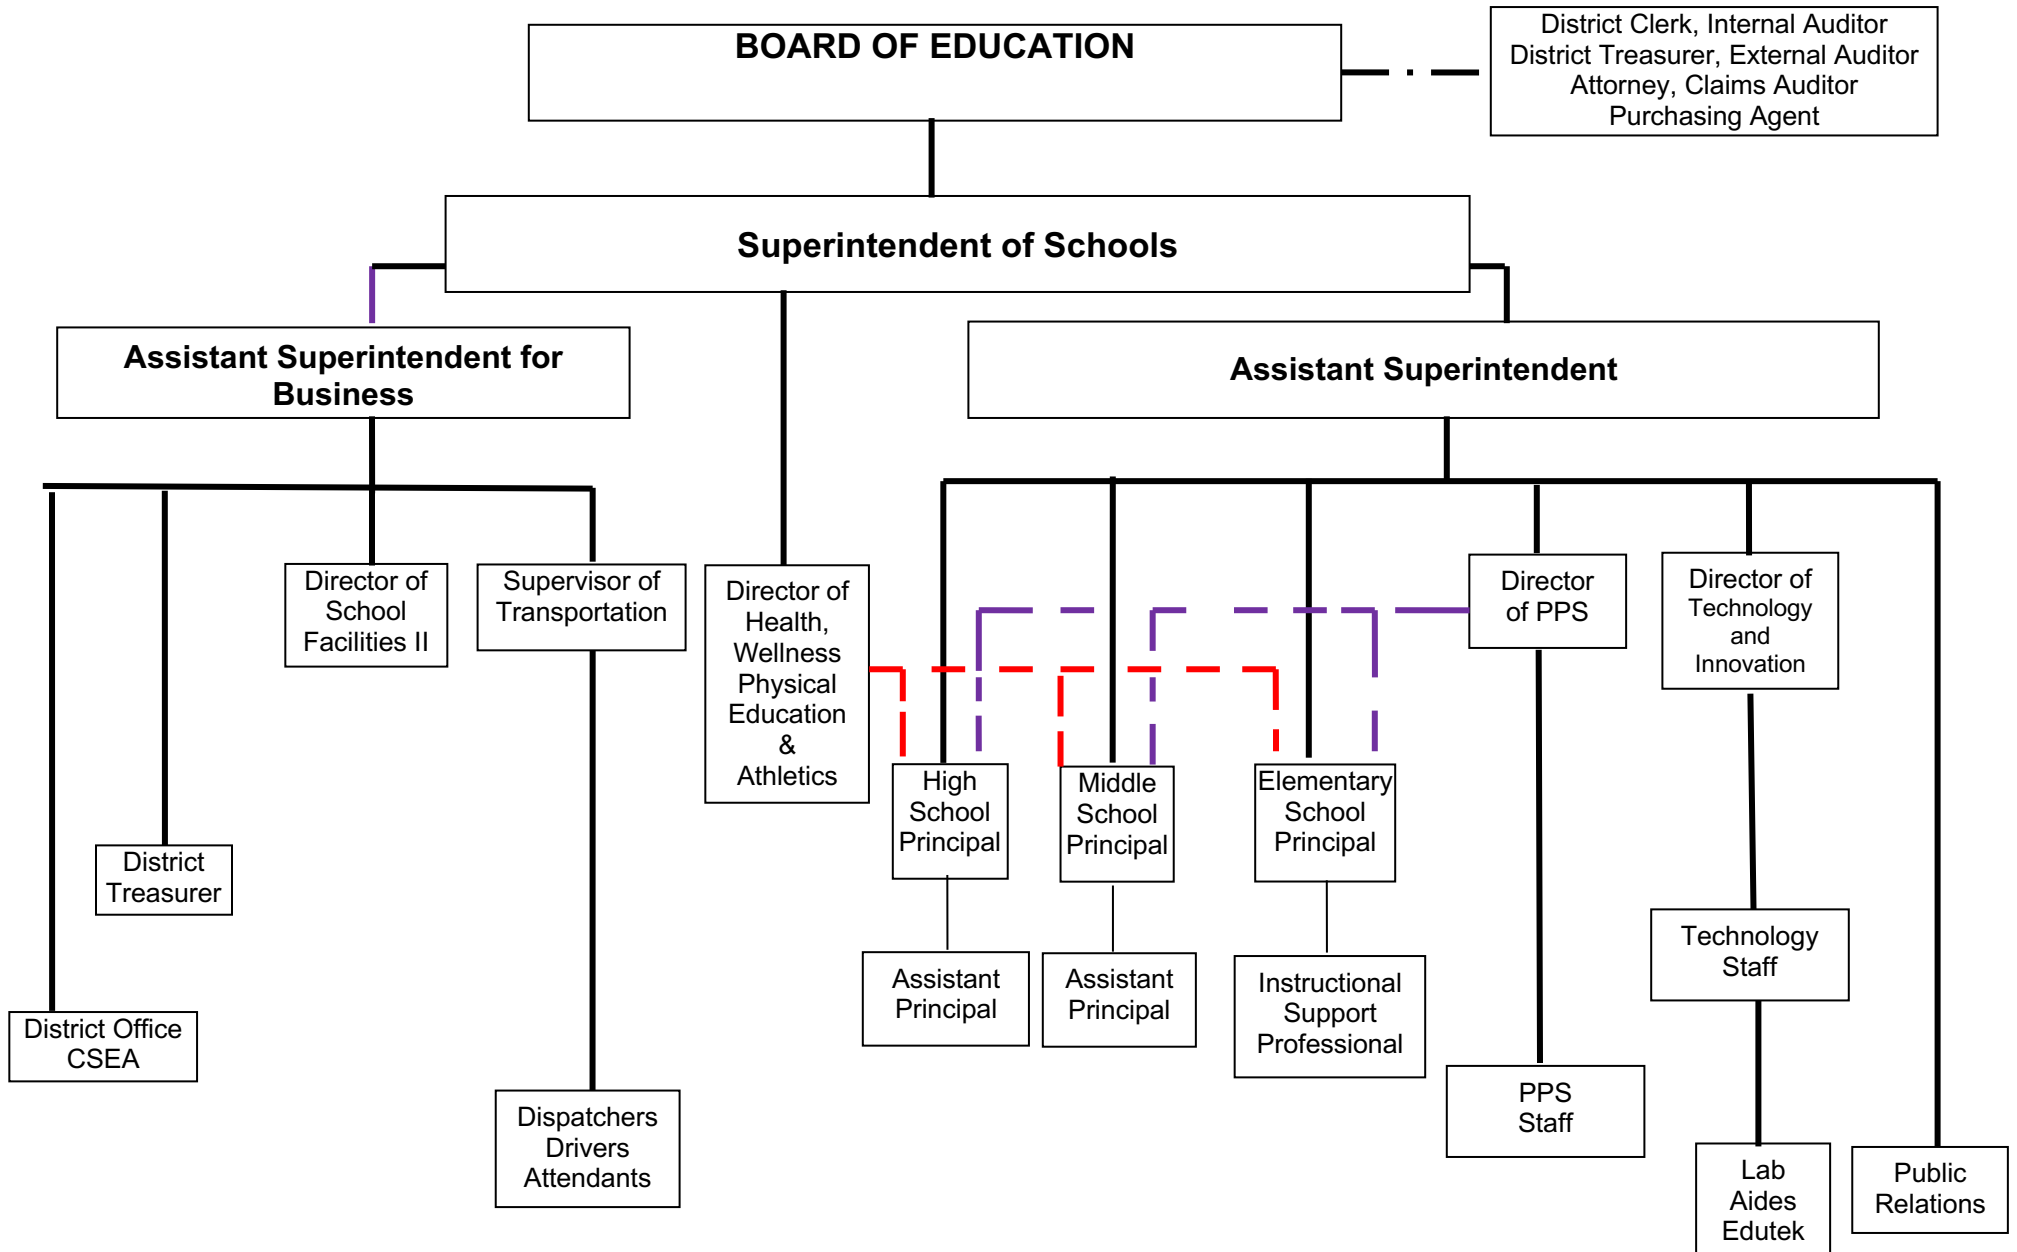 BOARD OF EDUCATION
District Clerk, Internal Auditor
District Treasurer, External Auditor
Attorney, Claims Auditor
Purchasing Agent
Superintendent of Schools
Assistant Superintendent for
Business
Assistant Superintendent
Director of
School
Facilities II
Supervisor of
Transportation
Director of
Health,
Wellness
Physical
Education
&
Athletics
Director
of PPS
Director of
Technology
and
Innovation
High
School
Principal
Middle
School
Principal
Elementary
School
Principal
District
Treasurer
Technology
Staff
Assistant
Principal
Assistant
Principal
Instructional
Support
Professional
District Office
CSEA
Dispatchers
Drivers
Attendants
PPS
Staff
Lab
Aides
Edutek
Public
Relations